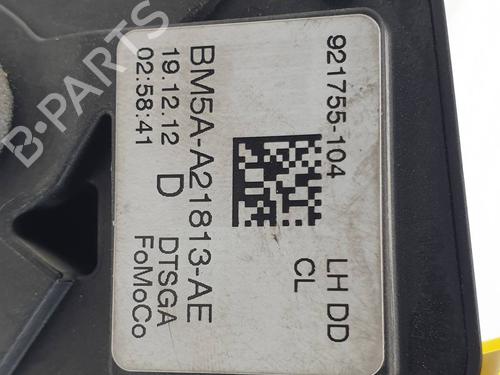 921755-104
LH DD
CL
BM5A-A21813-AE
19.12.12 D DTSGA
02:58:41 FoMoCo
B-PARTS